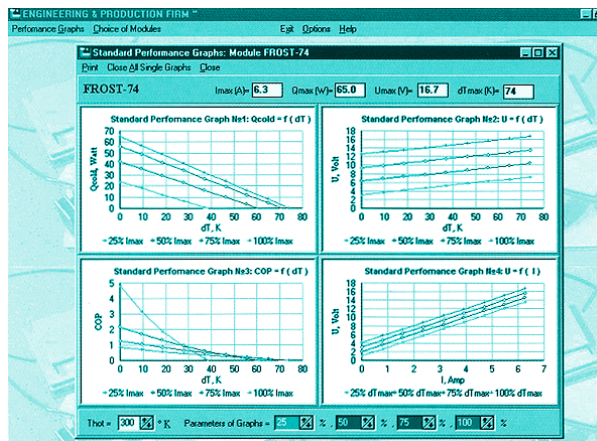 ENGINEERING & PRODUCTION FIRM ™
Perfomance Graphs Choice of Modules Exit Options Help
Standard Performance Graphs: Module FROST-74
Print Close All Single Graphs Close
FROST-74 Imax (A)= 6.3 Qmax (W)= 65.0 Umax (V)= 16.7 dTmax (K)= 74
Standard Perfomance Graph №1: Qcold = f ( dT )
Qcold, Watt
70
60
50
40
30
20
10
0
0 10 20 30 40 50 60 70 80
dT, K
25% Imax 50% Imax 75% Imax 100% Imax
Standard Perfomance Graph №2: U = f ( dT )
U, Volt
18
16
14
12
10
8
6
4
2
0
0 10 20 30 40 50 60 70 80
dT, K
25% Imax 50% Imax 75% Imax 100% Imax
Standard Perfomance Graph №3: COP = f ( dT )
COP
5
4
3
2
1
0
0 10 20 30 40 50 60 70 80
dT, K
25% Imax 50% Imax 75% Imax 100% Imax
Standard Perfomance Graph №4: U = f ( I )
U, Volt
18
16
14
12
10
8
6
4
2
0
0 1 2 3 4 5 6 7
I, Amp
25% dTmax 50% dTmax 75% dTmax 100% dTmax
Thot = 300 ° K Parameters of Graphs = 25 % , 50 % , 75 % , 100 %